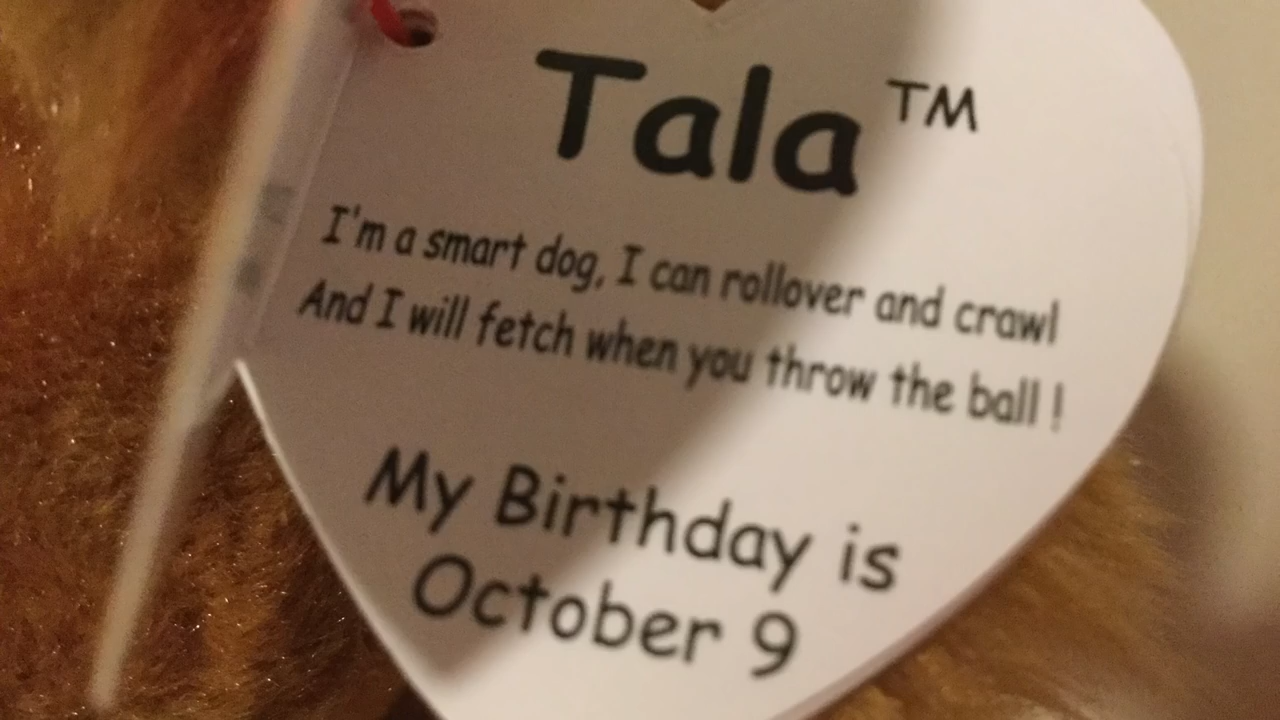 Tala™
I'm a smart dog, I can rollover and crawl
And I will fetch when you throw the ball !
My Birthday is
October 9